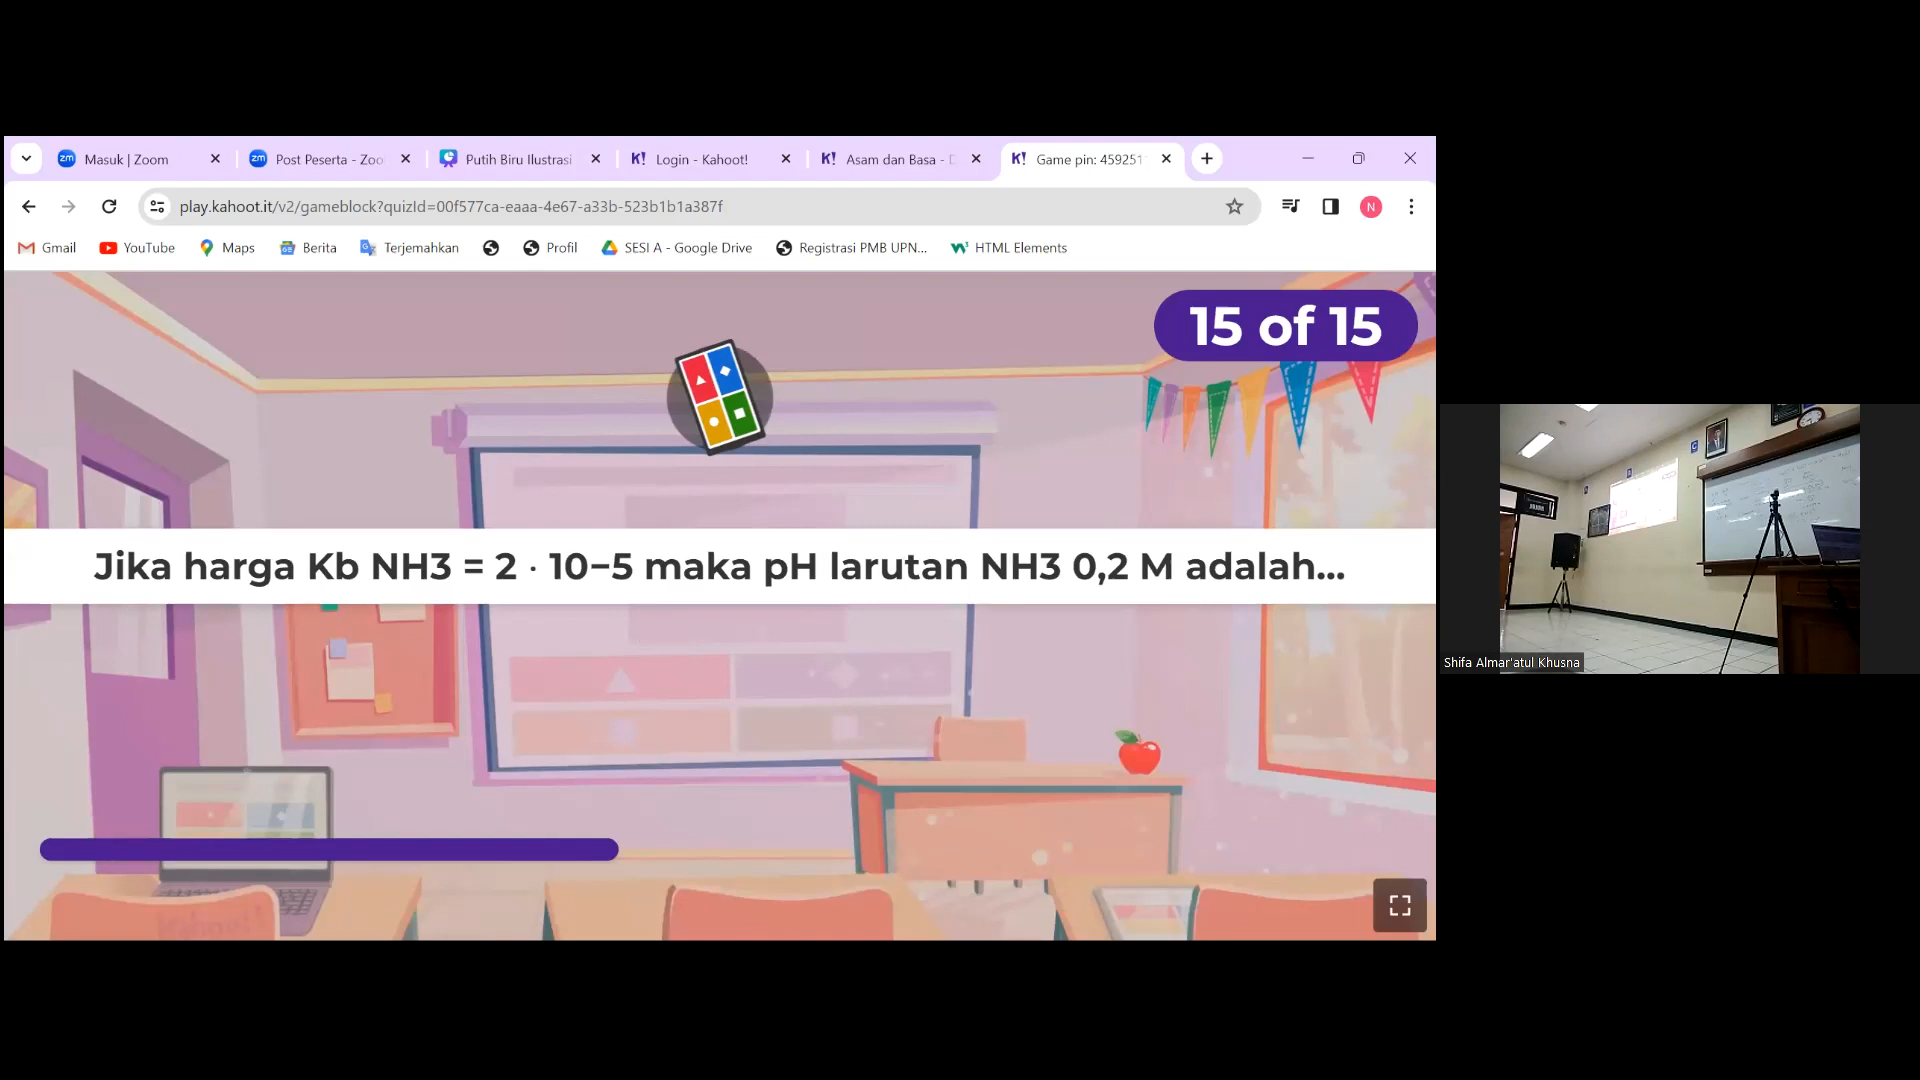 Masuk | Zoom
Post Peserta - Zoo
Putih Biru Ilustrasi
Login - Kahoot!
Asam dan Basa - D
Game pin: 459251
play.kahoot.it/v2/gameblock?quizId=00f577ca-eaaa-4e67-a33b-523b1b1a387f
N
Gmail
YouTube
Maps
Berita
Terjemahkan
Profil
SESI A - Google Drive
Registrasi PMB UPN...
HTML Elements
15 of 15
Jika harga Kb NH3 = 2 · 10−5 maka pH larutan NH3 0,2 M adalah...
Shifa Almar'atul Khusna